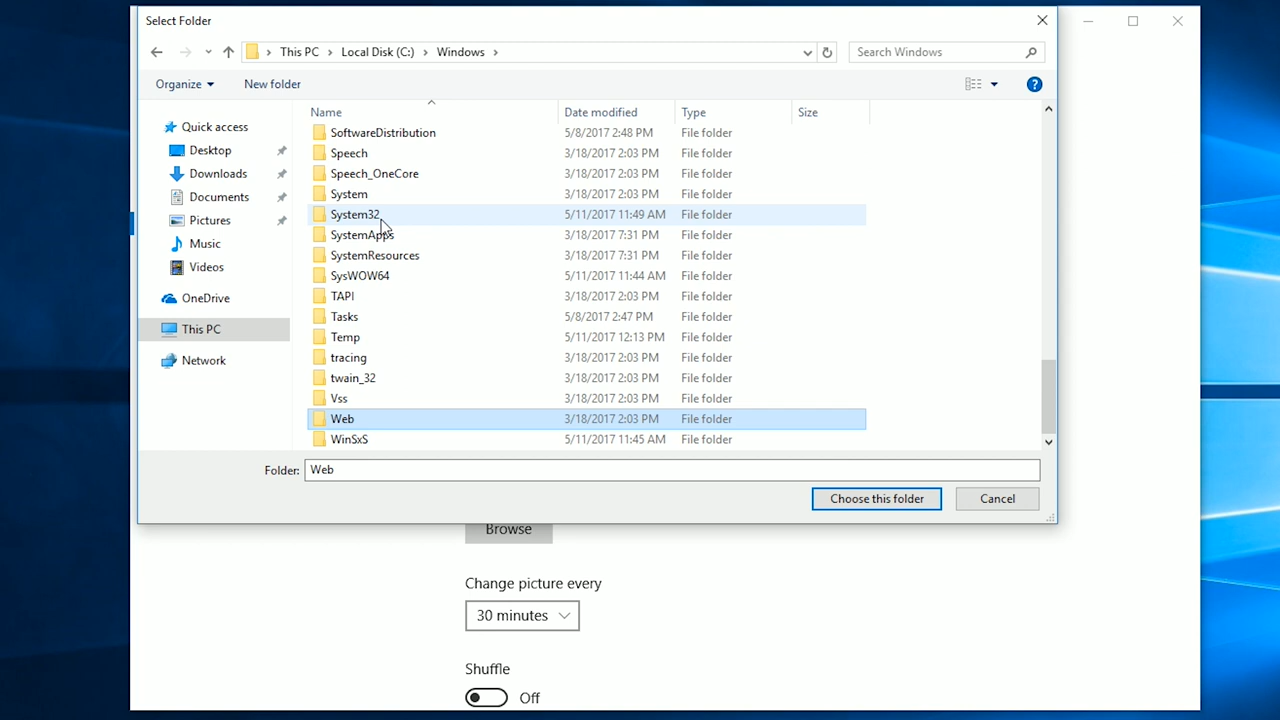 Select Folder
This PC > Local Disk (C:) > Windows >
Search Windows
Organize
New folder
Name Date modified Type Size
Quick access
Desktop
Downloads
Documents
Pictures
Music
Videos
OneDrive
This PC
Network
SoftwareDistribution 5/8/2017 2:48 PM File folder
Speech 3/18/2017 2:03 PM File folder
Speech_OneCore 3/18/2017 2:03 PM File folder
System 3/18/2017 2:03 PM File folder
System32 5/11/2017 11:49 AM File folder
SystemApps 3/18/2017 7:31 PM File folder
SystemResources 3/18/2017 7:31 PM File folder
SysWOW64 5/11/2017 11:44 AM File folder
TAPI 3/18/2017 2:03 PM File folder
Tasks 5/8/2017 2:47 PM File folder
Temp 5/11/2017 12:13 PM File folder
tracing 3/18/2017 2:03 PM File folder
twain_32 3/18/2017 2:03 PM File folder
Vss 3/18/2017 2:03 PM File folder
Web 3/18/2017 2:03 PM File folder
WinSxS 5/11/2017 11:45 AM File folder
Folder: Web
Choose this folder
Cancel
Browse
Change picture every
30 minutes
Shuffle
Off